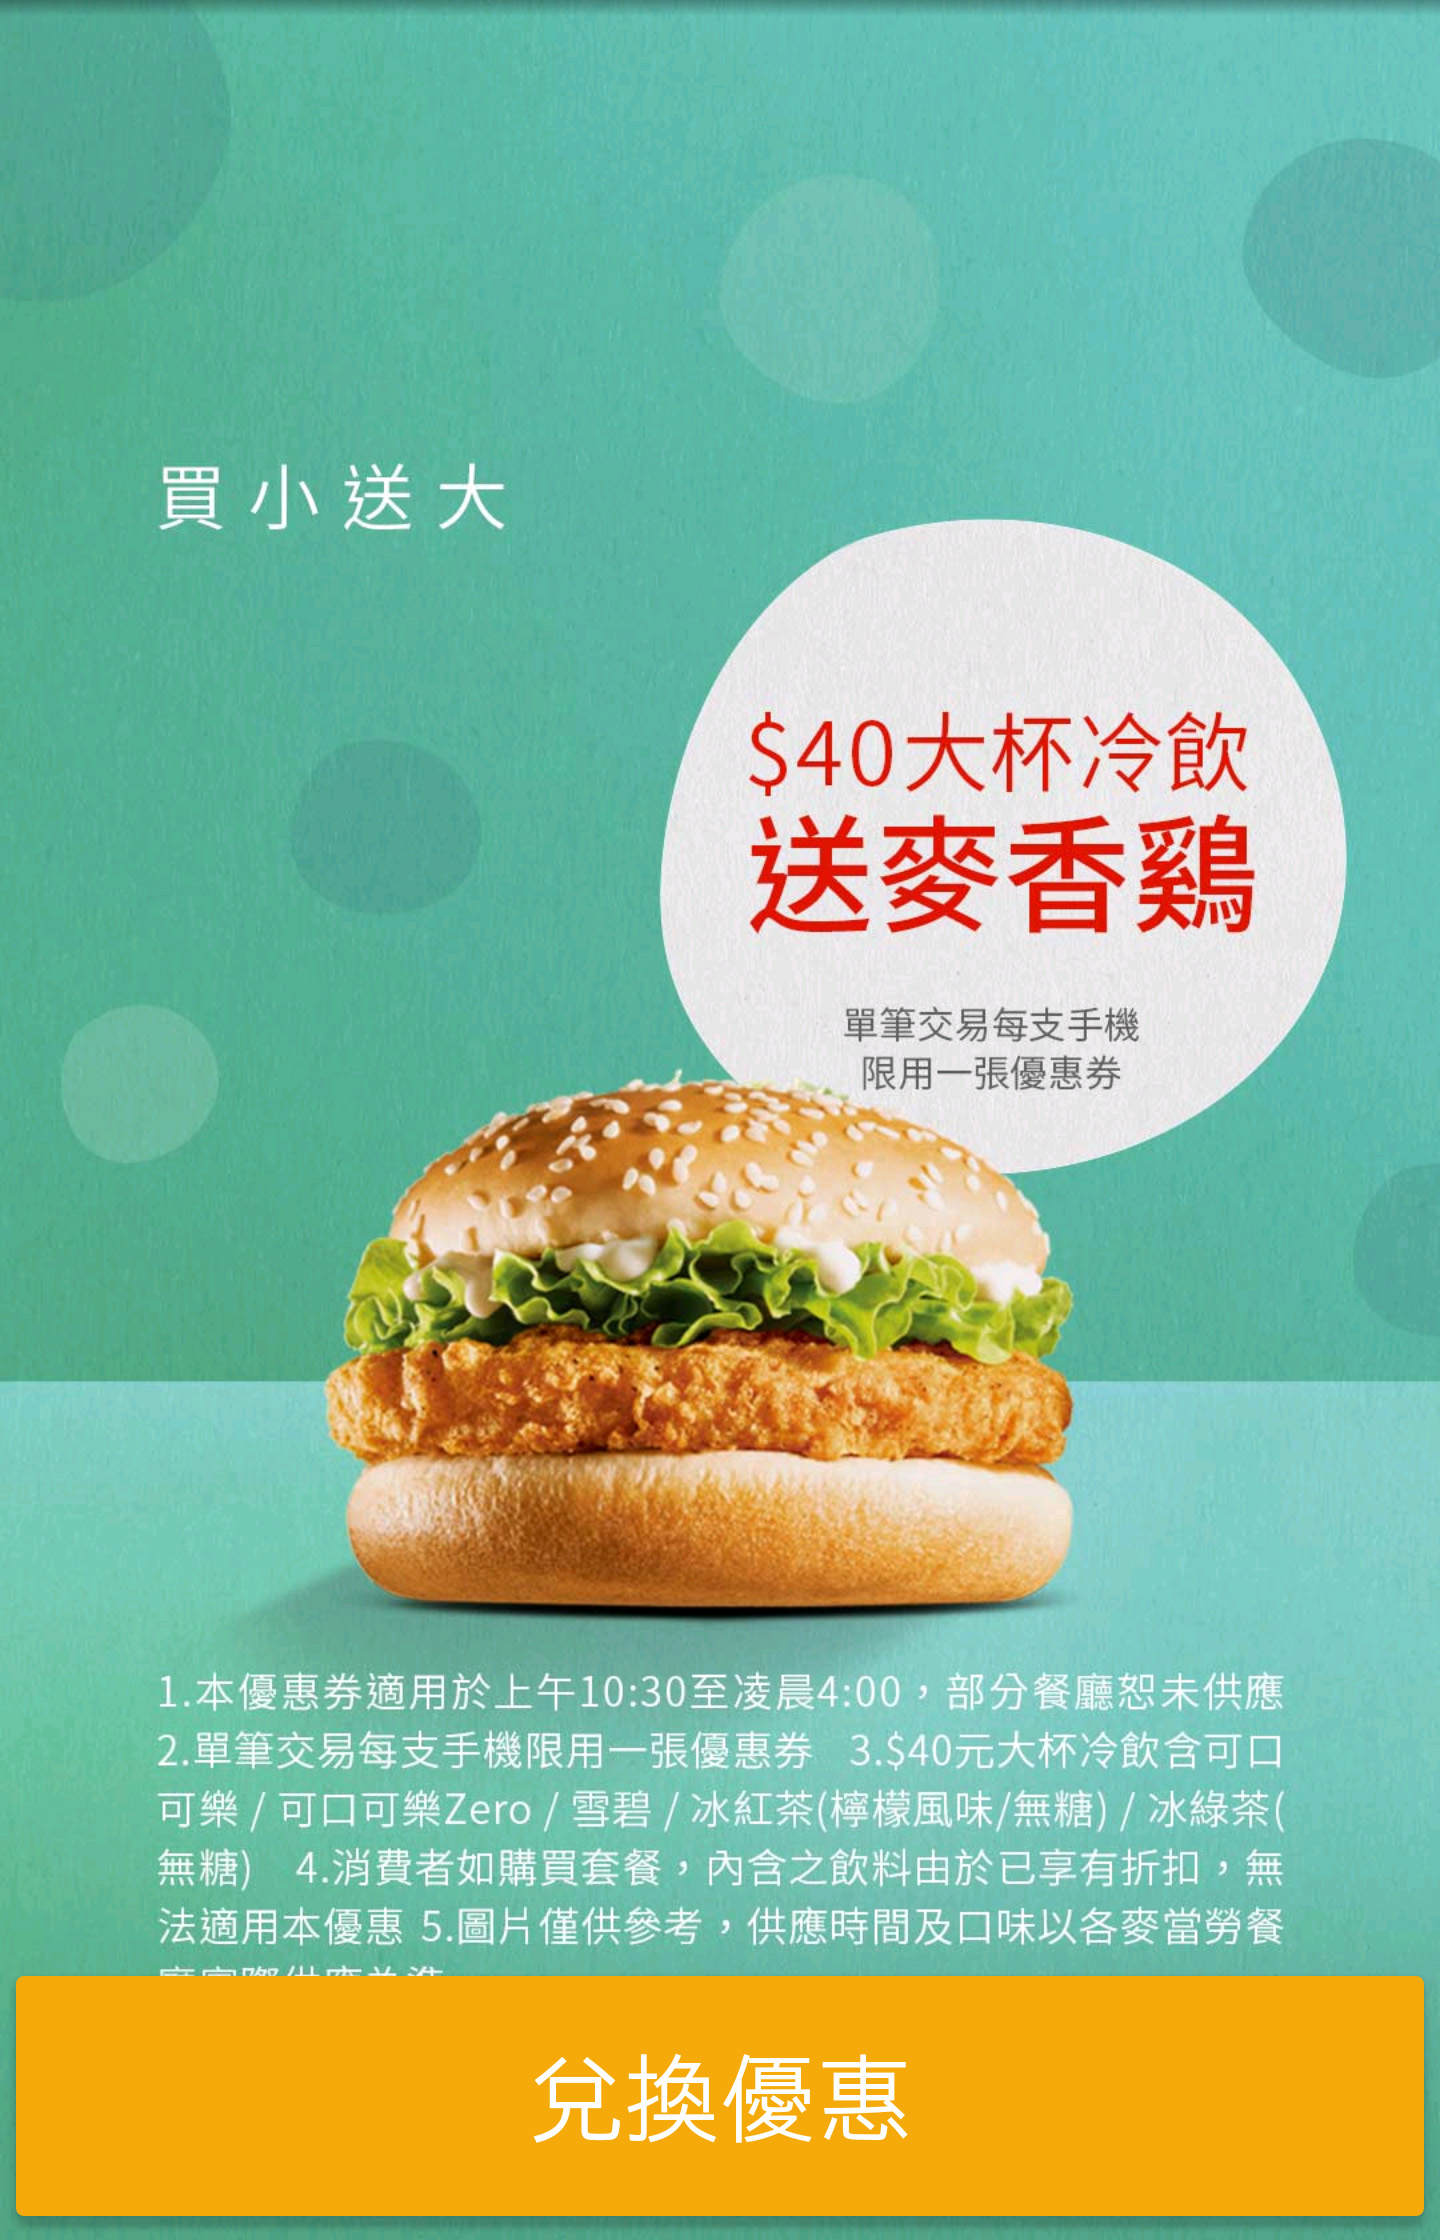 買小送大
$40大杯冷飲
送麥香鷄
單筆交易每支手機
限用一張優惠券
1.本優惠券適用於上午10:30至凌晨4:00，部分餐廳恕未供應
2.單筆交易每支手機限用一張優惠券　3.$40元大杯冷飲含可口
可樂 / 可口可樂Zero / 雪碧 / 冰紅茶(檸檬風味/無糖) / 冰綠茶(
無糖)　4.消費者如購買套餐，內含之飲料由於已享有折扣，無
法適用本優惠 5.圖片僅供參考，供應時間及口味以各麥當勞餐
兌換優惠